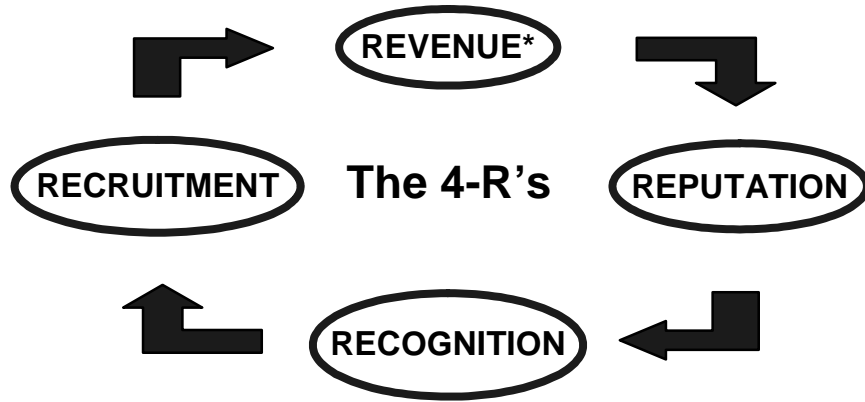 REVENUE*
RECRUITMENT
The 4-R's
REPUTATION
RECOGNITION